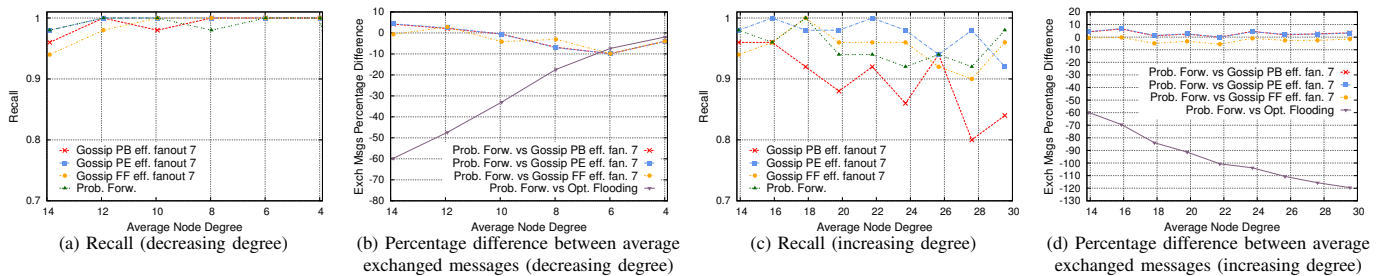 1
0.9
0.8
0.7
Recall
14
12
10
8
6
4
Average Node Degree
Gossip PB eff. fanout 7
Gossip PE eff. fanout 7
Gossip FF eff. fanout 7
Prob. Forw.
(a) Recall (decreasing degree)
10
0
-10
-20
-30
-40
-50
-60
-70
-80
Exch Msgs Percentage Difference
14
12
10
8
6
4
Average Node Degree
Prob. Forw. vs Gossip PB eff. fan. 7
Prob. Forw. vs Gossip PE eff. fan. 7
Prob. Forw. vs Gossip FF eff. fan. 7
Prob. Forw. vs Opt. Flooding
(b) Percentage difference between average
exchanged messages (decreasing degree)
1
0.9
0.8
0.7
Recall
14
16
18
20
22
24
26
28
30
Average Node Degree
Gossip PB eff. fanout 7
Gossip PE eff. fanout 7
Gossip FF eff. fanout 7
Prob. Forw.
(c) Recall (increasing degree)
20
10
0
-10
-20
-30
-40
-50
-60
-70
-80
-90
-100
-110
-120
-130
Exch Msgs Percentage Difference
14
16
18
20
22
24
26
28
30
Average Node Degree
Prob. Forw. vs Gossip PB eff. fan. 7
Prob. Forw. vs Gossip PE eff. fan. 7
Prob. Forw. vs Gossip FF eff. fan. 7
Prob. Forw. vs Opt. Flooding
(d) Percentage difference between average
exchanged messages (increasing degree)